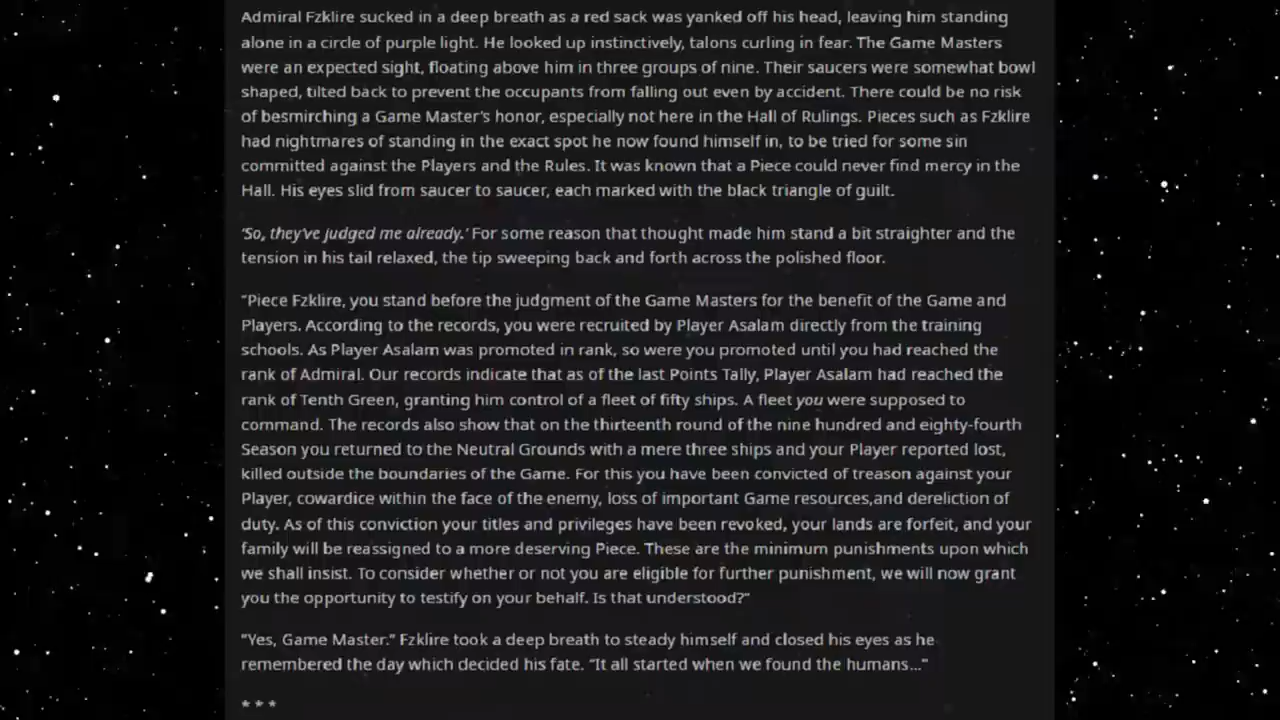 Admiral Fzklire sucked in a deep breath as a red sack was yanked off his head, leaving him standing
alone in a circle of purple light. He looked up instinctively, talons curling in fear. The Game Masters
were an expected sight, floating above him in three groups of nine. Their saucers were somewhat bowl
shaped, tilted back to prevent the occupants from falling out even by accident. There could be no risk
of besmirching a Game Master's honor, especially not here in the Hall of Rulings. Pieces such as Fzklire
had nightmares of standing in the exact spot he now found himself in, to be tried for some sin
committed against the Players and the Rules. It was known that a Piece could never find mercy in the
Hall. His eyes slid from saucer to saucer, each marked with the black triangle of guilt.
'So, they've judged me already.' For some reason that thought made him stand a bit straighter and the
tension in his tail relaxed, the tip sweeping back and forth across the polished floor.
"Piece Fzklire, you stand before the judgment of the Game Masters for the benefit of the Game and
Players. According to the records, you were recruited by Player Asalam directly from the training
schools. As Player Asalam was promoted in rank, so were you promoted until you had reached the
rank of Admiral. Our records indicate that as of the last Points Tally, Player Asalam had reached the
rank of Tenth Green, granting him control of a fleet of fifty ships. A fleet you were supposed to
command. The records also show that on the thirteenth round of the nine hundred and eighty-fourth
Season you returned to the Neutral Grounds with a mere three ships and your Player reported lost,
killed outside the boundaries of the Game. For this you have been convicted of treason against your
Player, cowardice within the face of the enemy, loss of important Game resources,and dereliction of
duty. As of this conviction your titles and privileges have been revoked, your lands are forfeit, and your
family will be reassigned to a more deserving Piece. These are the minimum punishments upon which
we shall insist. To consider whether or not you are eligible for further punishment, we will now grant
you the opportunity to testify on your behalf. Is that understood?"
"Yes, Game Master." Fzklire took a deep breath to steady himself and closed his eyes as he
remembered the day which decided his fate. "It all started when we found the humans…"
* * *